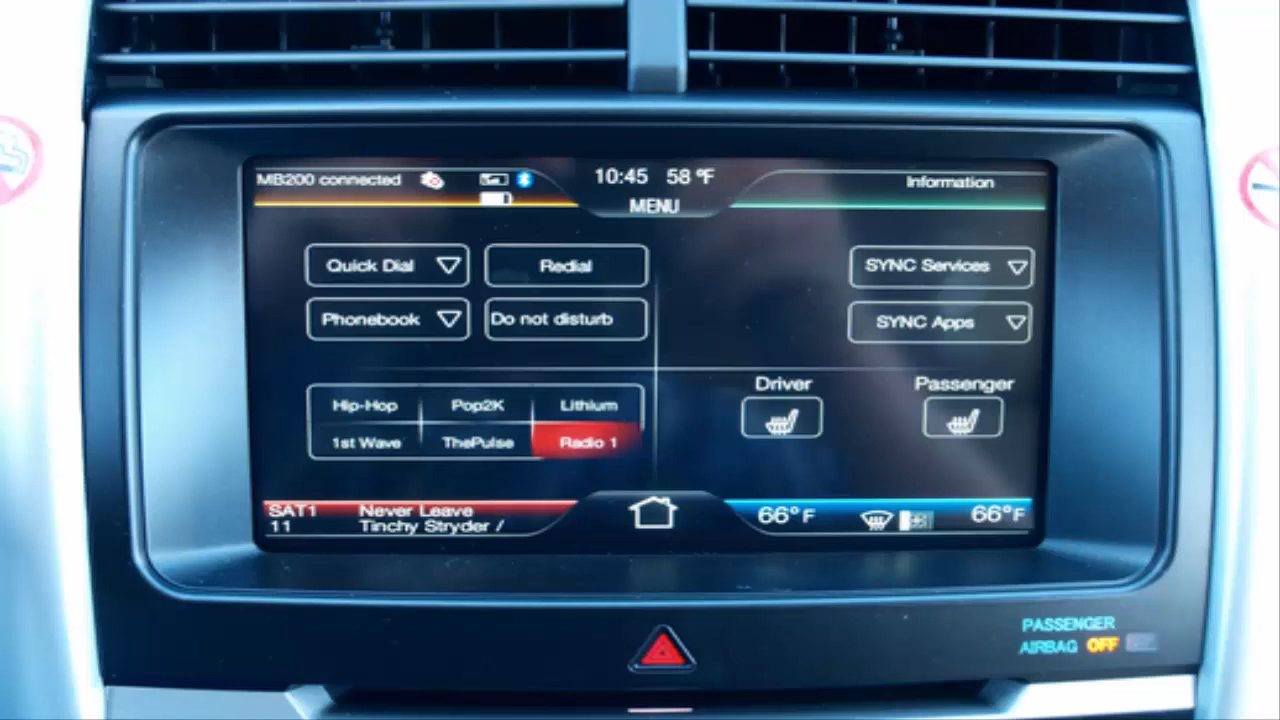 MB200 connected
10:45 58 °F
Information
MENU
Quick Dial
Redial
SYNC Services
Phonebook
Do not disturb
SYNC Apps
Driver
Passenger
Hip-Hop
Pop2K
Lithium
1st Wave
ThePulse
Radio 1
SAT1
Never Leave
11
Tinchy Stryder /
66°F
66°F
PASSENGER
AIRBAG OFF